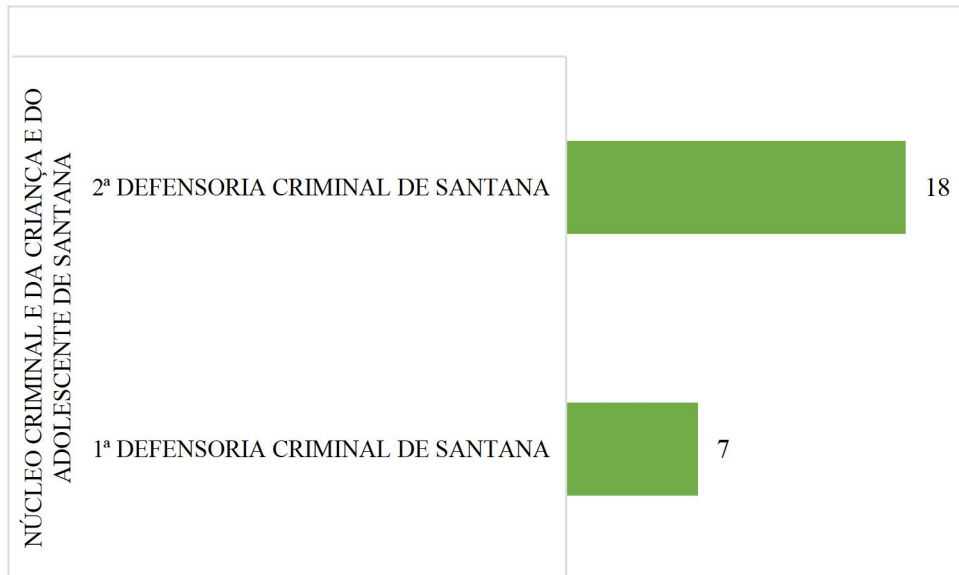 NÚCLEO CRIMINAL E DA CRIANÇA E DO
ADOLESCENTE DE SANTANA
2ª DEFENSORIA CRIMINAL DE SANTANA
18
1ª DEFENSORIA CRIMINAL DE SANTANA
7